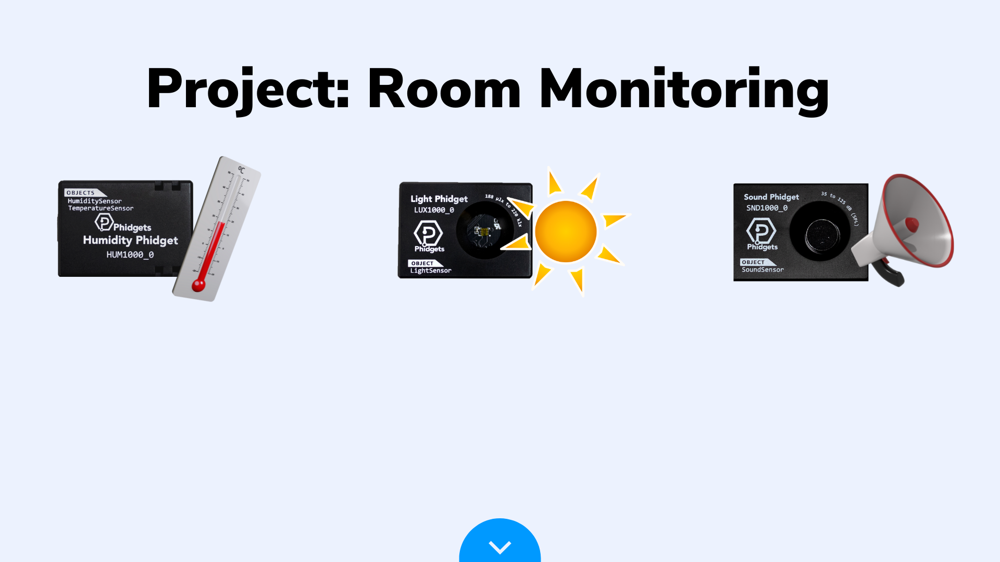 Project: Room Monitoring
OBJECTS
HumiditySensor
TemperatureSensor
Phidgets
Humidity Phidget
HUM1000_0
°C
Light Phidget
LUX1000_0
188 µlx to 220 klx
Phidgets
OBJECT
LightSensor
Sound Phidget
SND1000_0
35 to 125 dB (SPL)
Phidgets
OBJECT
SoundSensor